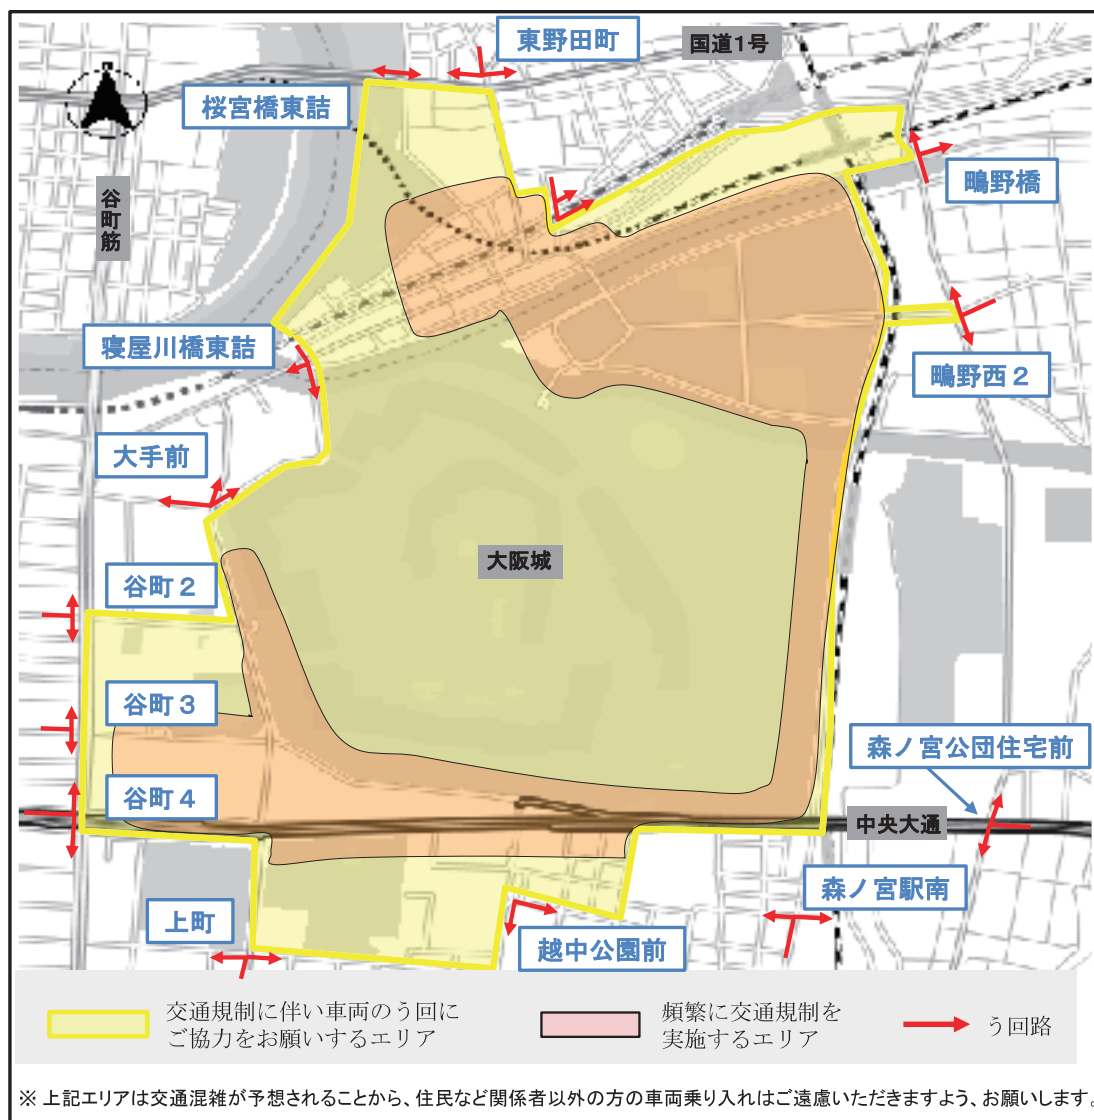 東野田町
国道1号
桜宮橋東詰
鴫野橋
谷町筋
寝屋川橋東詰
鴫野西2
大手前
大阪城
谷町2
谷町3
森ノ宮公団住宅前
谷町4
中央大通
森ノ宮駅南
上町
越中公園前
交通規制に伴い車両のう回に
ご協力をお願いするエリア
頻繁に交通規制を
実施するエリア
う回路
※ 上記エリアは交通混雑が予想されることから、住民など関係者以外の方の車両乗り入れはご遠慮いただきますよう、お願いします。